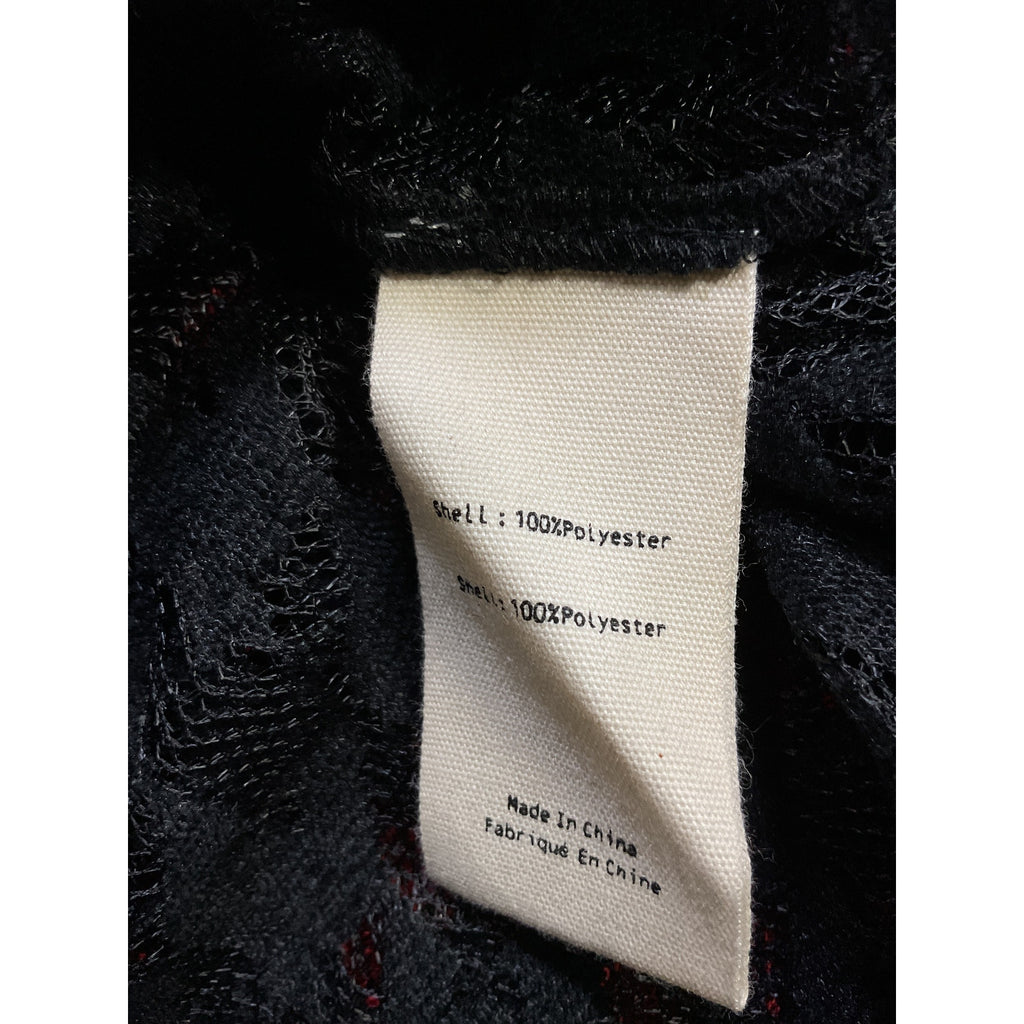 Shell : 100%Polyester
Shell: 100%Polyester
Made In China
Fabriqué En Chine